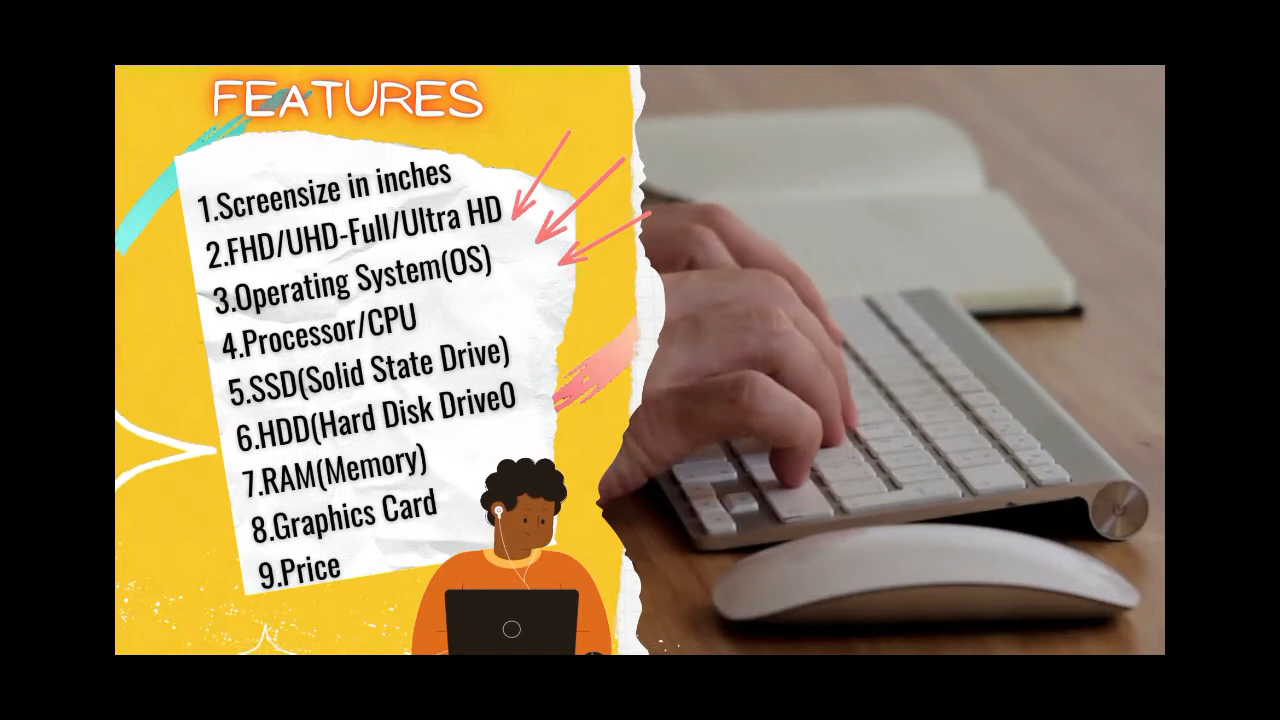 FEATURES
1.Screensize in inches
2.FHD/UHD-Full/Ultra HD
3.Operating System(OS)
4.Processor/CPU
5.SSD(Solid State Drive)
6.HDD(Hard Disk Drive0
7.RAM(Memory)
8.Graphics Card
9.Price